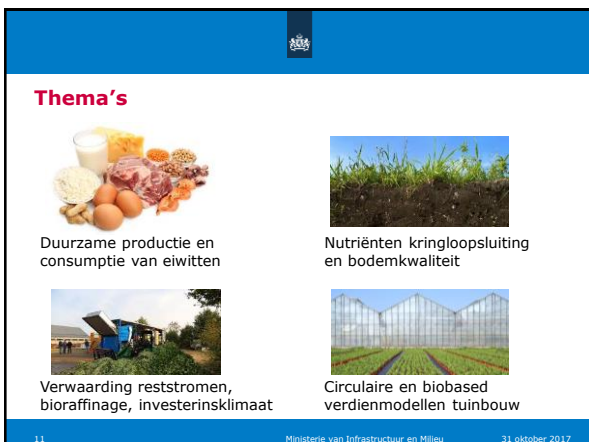 Thema's
Duurzame productie en
consumptie van eiwitten
Nutriënten kringloopsluiting
en bodemkwaliteit
Verwaarding reststromen,
bioraffinage, investerinsklimaat
Circulaire en biobased
verdienmodellen tuinbouw
11 Ministerie van Infrastructuur en Milieu 31 oktober 2017